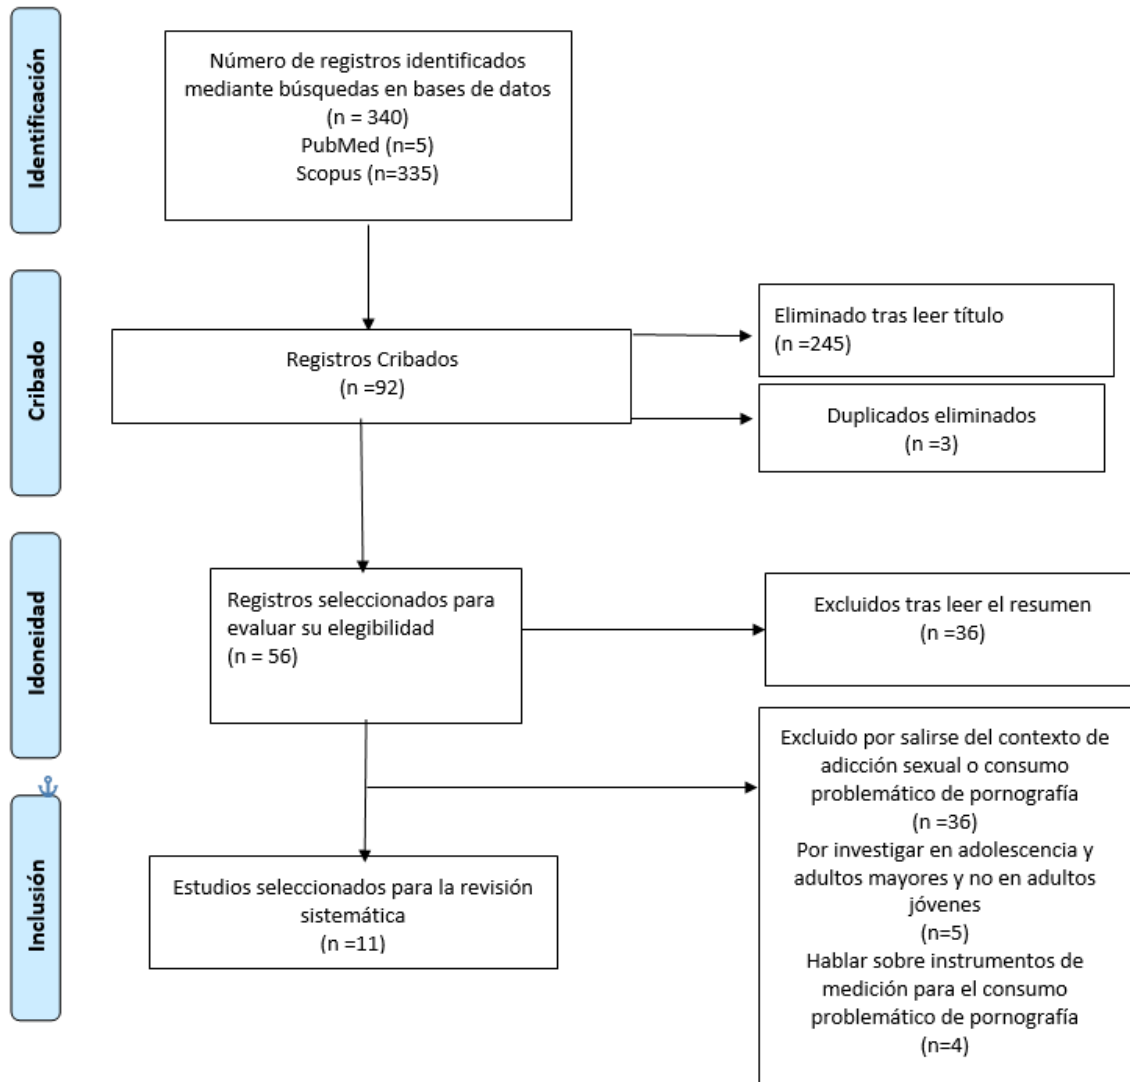 Identificación
Número de registros identificados
mediante búsquedas en bases de datos
(n = 340)
PubMed (n=5)
Scopus (n=335)
Cribado
Registros Cribados
(n =92)
Eliminado tras leer título
(n =245)
Duplicados eliminados
(n =3)
Idoneidad
Registros seleccionados para
evaluar su elegibilidad
(n = 56)
Excluidos tras leer el resumen
(n =36)
Excluido por salirse del contexto de
adicción sexual o consumo
problemático de pornografía
(n =36)
Por investigar en adolescencia y
adultos mayores y no en adultos
jóvenes
(n=5)
Hablar sobre instrumentos de
medición para el consumo
problemático de pornografía
(n=4)
Inclusión
Estudios seleccionados para la revisión
sistemática
(n =11)